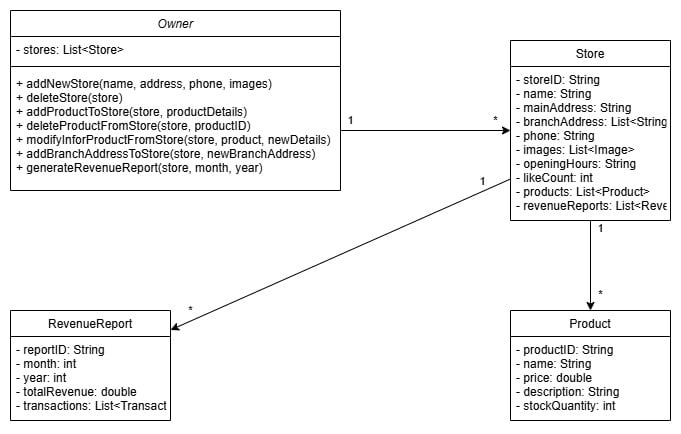 Owner
- stores: List<Store>
+ addNewStore(name, address, phone, images)
+ deleteStore(store)
+ addProductToStore(store, productDetails)
+ deleteProductFromStore(store, productID)
+ modifyInforProductFromStore(store, product, newDetails)
+ addBranchAddressToStore(store, newBranchAddress)
+ generateRevenueReport(store, month, year)
1
*
Store
- storeID: String
- name: String
- mainAddress: String
- branchAddress: List<String
- phone: String
- images: List<Image>
- openingHours: String
- likeCount: int
- products: List<Product>
- revenueReports: List<Reve
1
1
*
*
RevenueReport
- reportID: String
- month: int
- year: int
- totalRevenue: double
- transactions: List<Transact
Product
- productID: String
- name: String
- price: double
- description: String
- stockQuantity: int